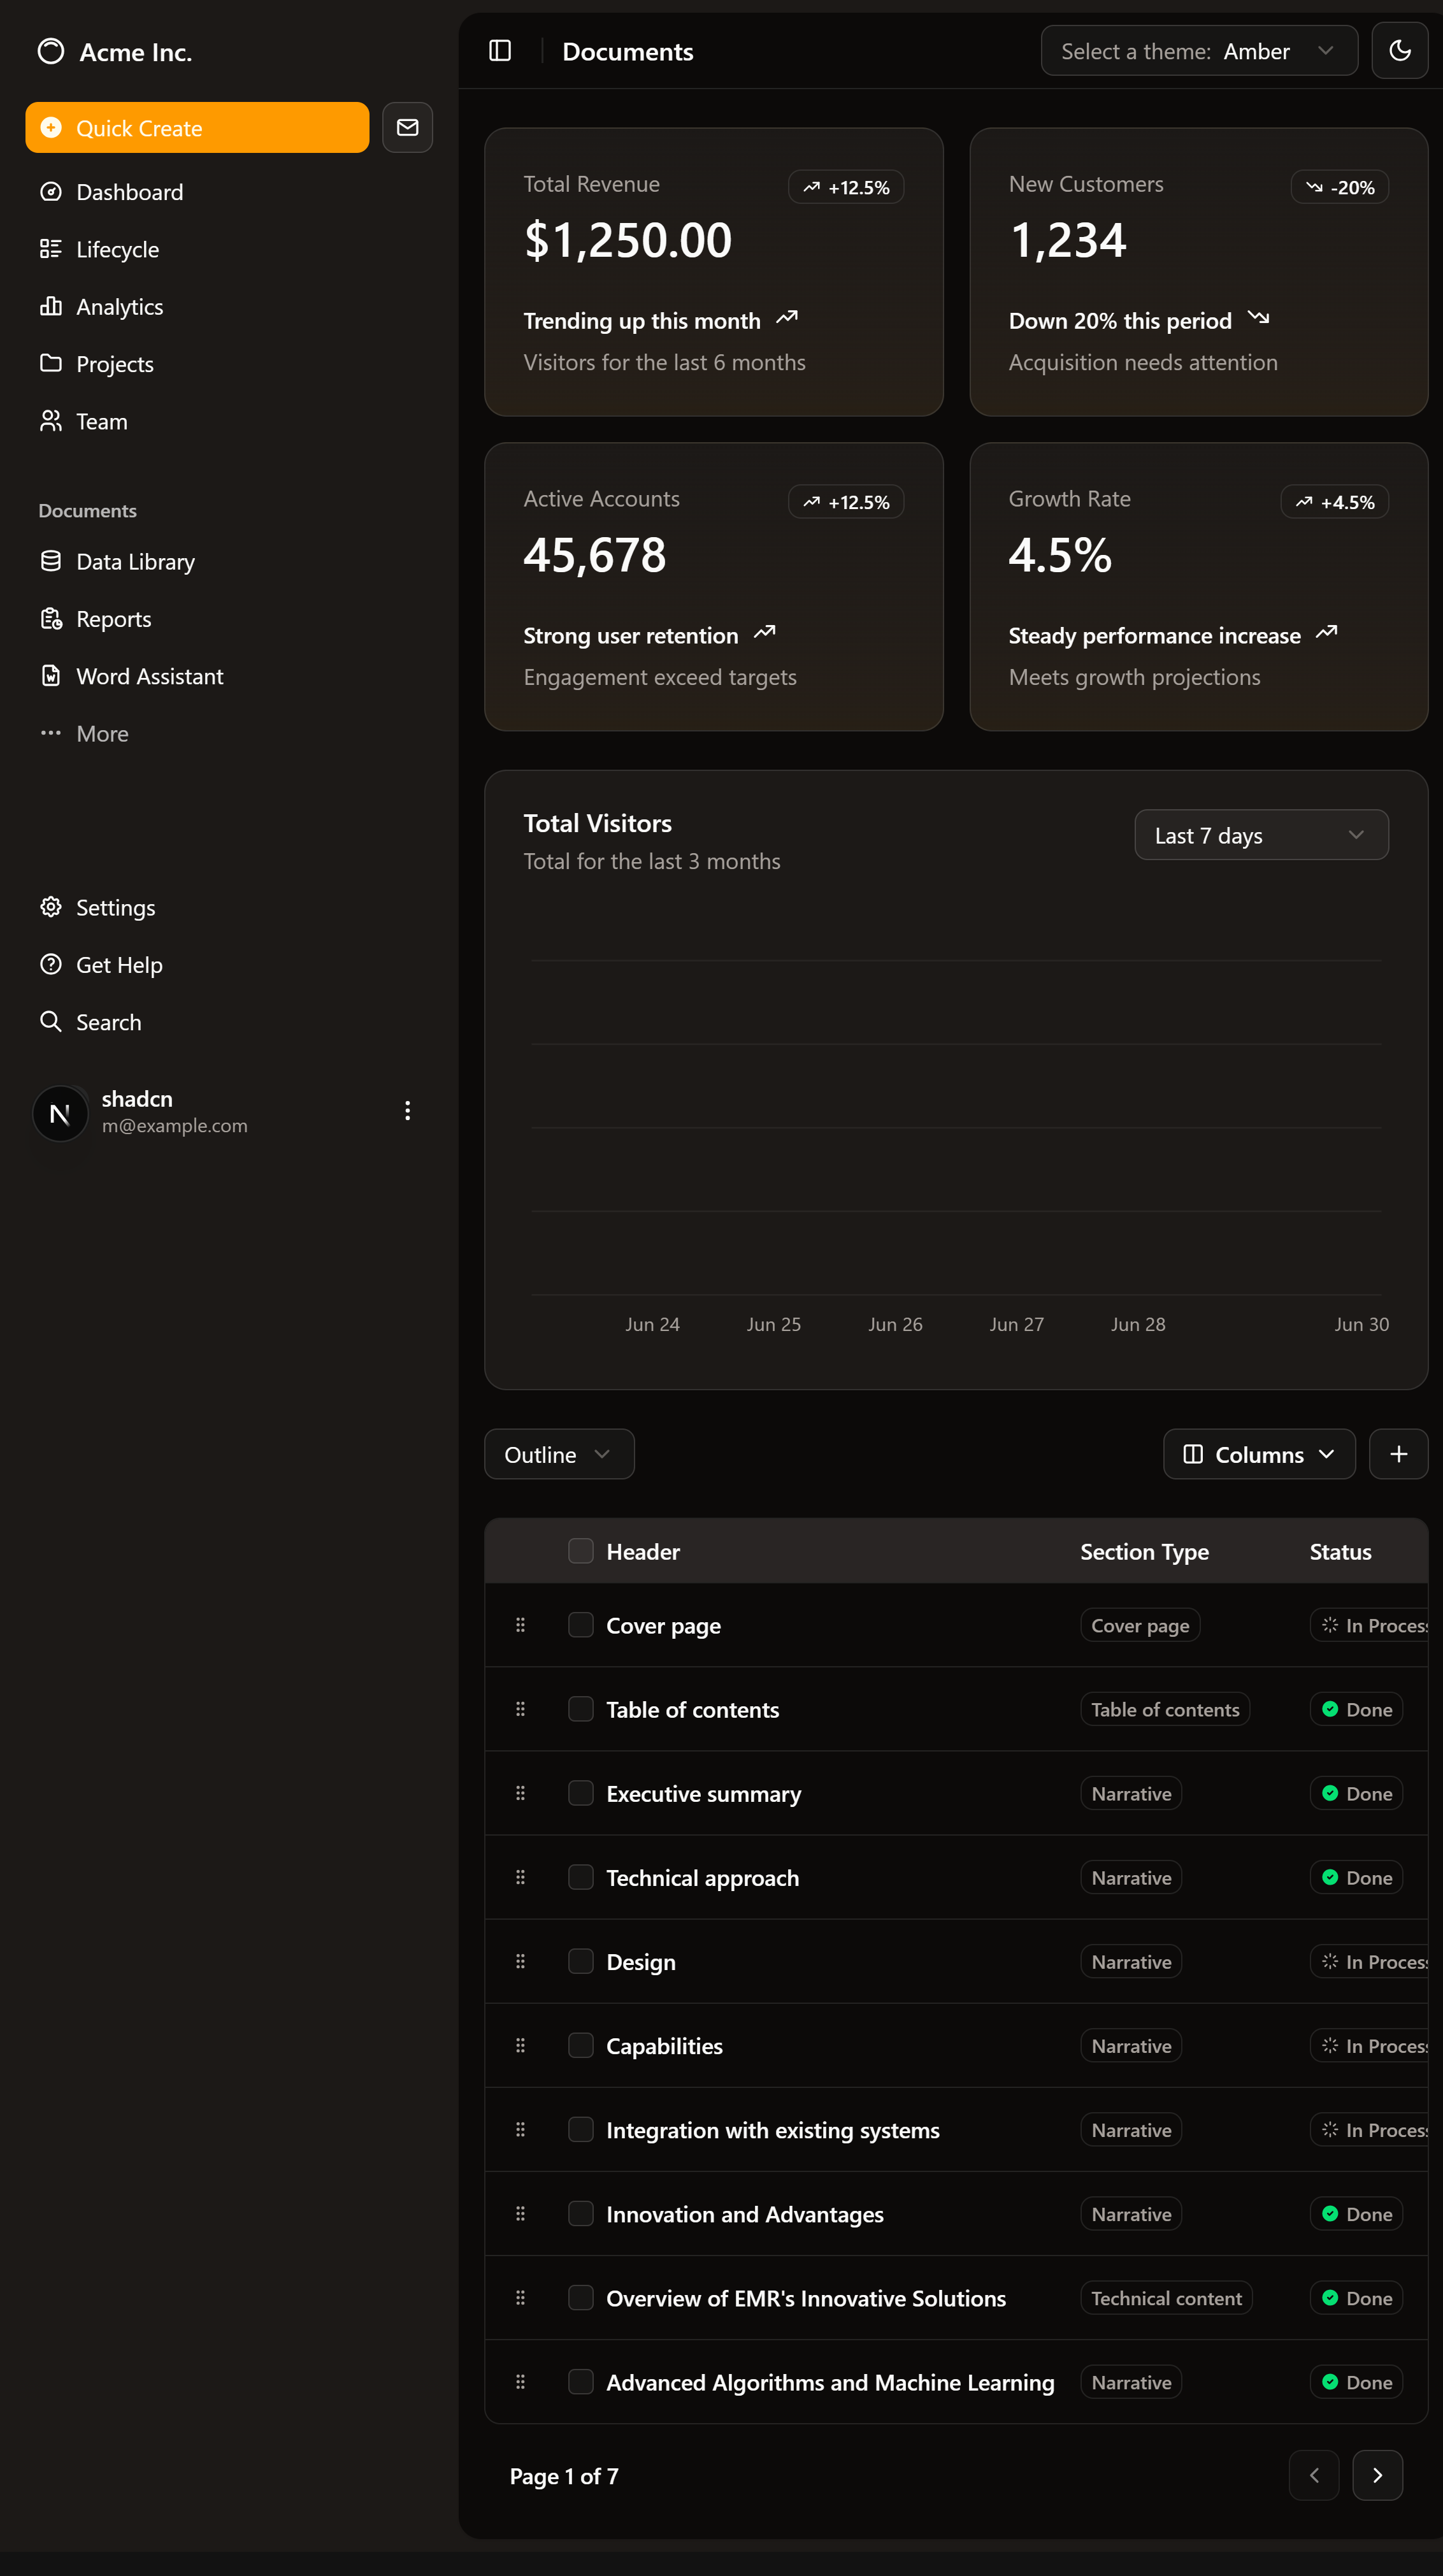 Acme Inc.
Quick Create
Dashboard
Lifecycle
Analytics
Projects
Team
Documents
Data Library
Reports
Word Assistant
More
Settings
Get Help
Search
N
shadcn
m@example.com
Documents
Select a theme: Amber
Total Revenue
+12.5%
$1,250.00
Trending up this month
Visitors for the last 6 months
New Customers
-20%
1,234
Down 20% this period
Acquisition needs attention
Active Accounts
+12.5%
45,678
Strong user retention
Engagement exceed targets
Growth Rate
+4.5%
4.5%
Steady performance increase
Meets growth projections
Total Visitors
Total for the last 3 months
Last 7 days
Jun 24 Jun 25 Jun 26 Jun 27 Jun 28 Jun 30
Outline
Columns
Header Section Type Status
Cover page Cover page In Process
Table of contents Table of contents Done
Executive summary Narrative Done
Technical approach Narrative Done
Design Narrative In Process
Capabilities Narrative In Process
Integration with existing systems Narrative In Process
Innovation and Advantages Narrative Done
Overview of EMR's Innovative Solutions Technical content Done
Advanced Algorithms and Machine Learning Narrative Done
Page 1 of 7